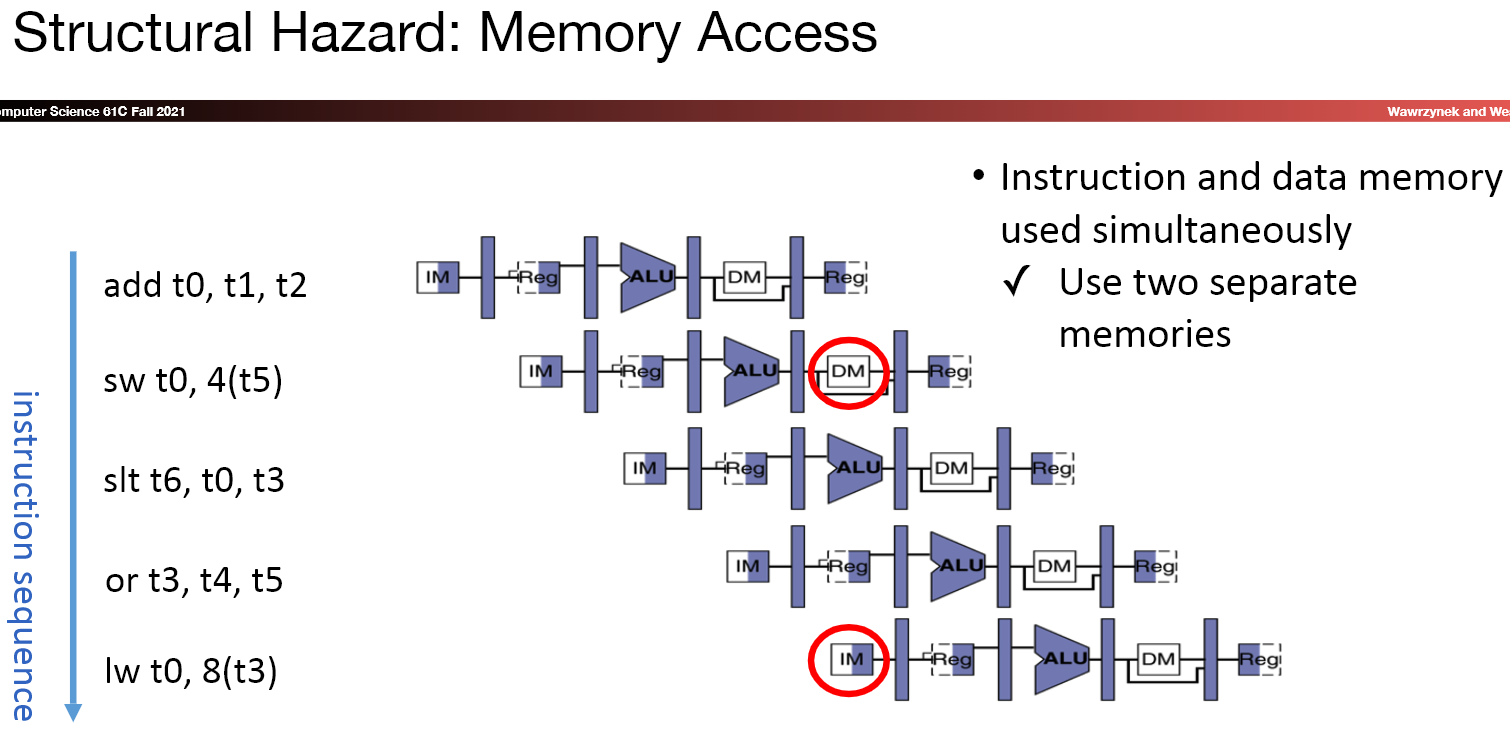 Structural Hazard: Memory Access
omputer Science 61C Fall 2021
Wawrzynek and We
• Instruction and data memory
used simultaneously
✓ Use two separate
memories
instruction sequence
add t0, t1, t2
IM Reg ALU DM Reg
sw t0, 4(t5)
IM Reg ALU DM Reg
slt t6, t0, t3
IM Reg ALU DM Reg
or t3, t4, t5
IM Reg ALU DM Reg
lw t0, 8(t3)
IM Reg ALU DM Reg